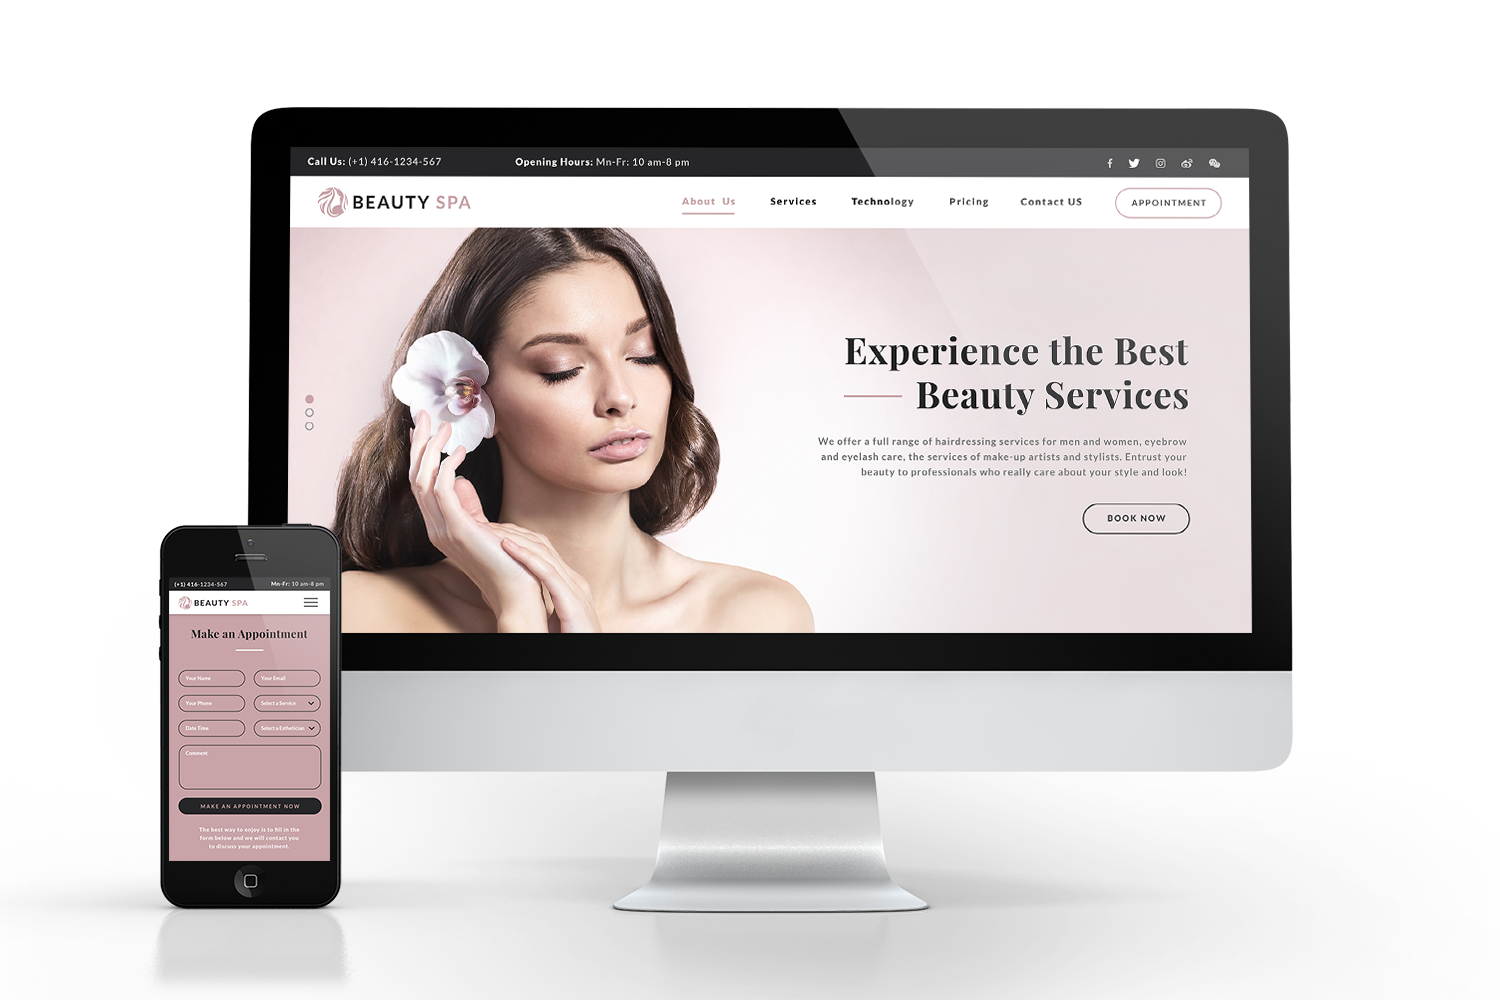 Call Us: (+1) 416-1234-567
Opening Hours: Mn-Fr: 10 am-8 pm
BEAUTY SPA
About Us
Services
Technology
Pricing
Contact US
APPOINTMENT
Experience the Best
Beauty Services
We offer a full range of hairdressing services for men and women, eyebrow
and eyelash care, the services of make-up artists and stylists. Entrust your
beauty to professionals who really care about your style and look!
BOOK NOW
(+1) 416-1234-567
Mn-Fr: 10 am-8 pm
BEAUTY SPA
Make an Appointment
Your Name
Your Email
Your Phone
Select a Service
Date Time
Select a Esthetician
Comment
MAKE AN APPOINTMENT NOW
The best way to enjoy is to fill in the
form below and we will contact you
to discuss your appointment.